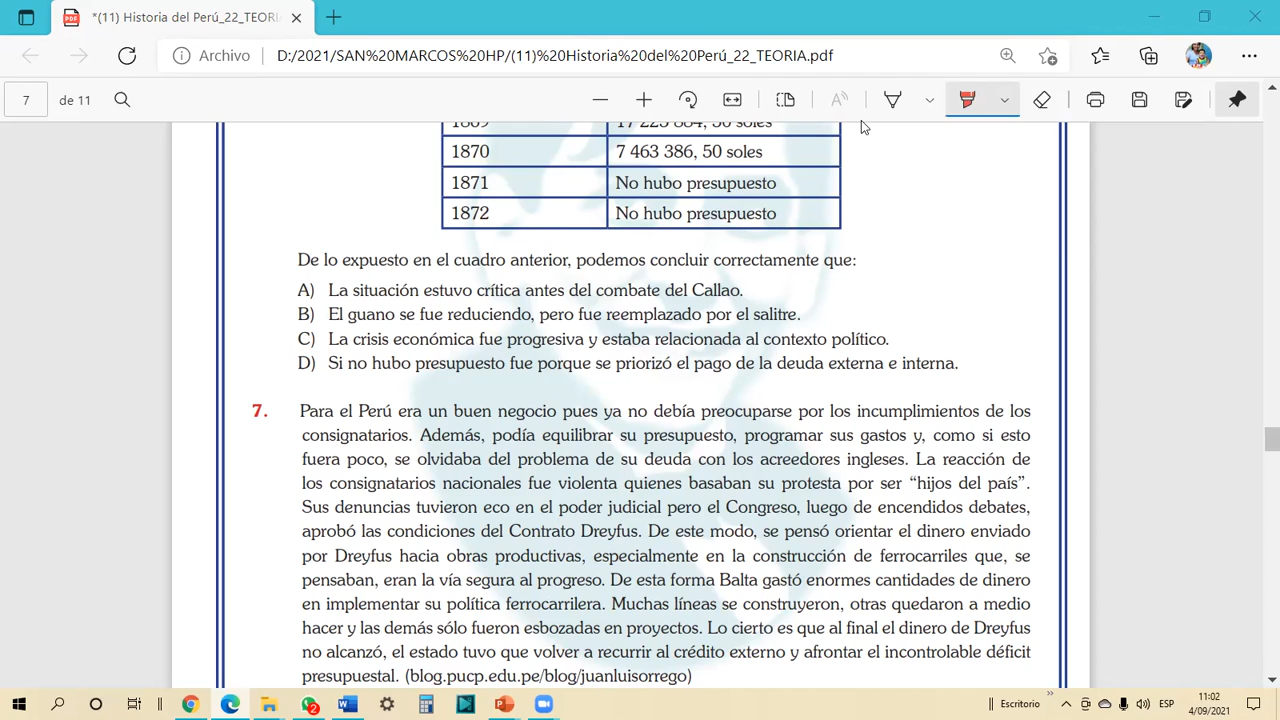 *(11) Historia del Perú_22_TEORI
Archivo
D:/2021/SAN%20MARCOS%20HP/(11)%20Historia%20del%20Perú_22_TEORIA.pdf
7
de 11
1869 17 223 884, 50 soles
1870 7 463 386, 50 soles
1871 No hubo presupuesto
1872 No hubo presupuesto
De lo expuesto en el cuadro anterior, podemos concluir correctamente que:
A) La situación estuvo crítica antes del combate del Callao.
B) El guano se fue reduciendo, pero fue reemplazado por el salitre.
C) La crisis económica fue progresiva y estaba relacionada al contexto político.
D) Si no hubo presupuesto fue porque se priorizó el pago de la deuda externa e interna.
7. Para el Perú era un buen negocio pues ya no debía preocuparse por los incumplimientos de los
consignatarios. Además, podía equilibrar su presupuesto, programar sus gastos y, como si esto
fuera poco, se olvidaba del problema de su deuda con los acreedores ingleses. La reacción de
los consignatarios nacionales fue violenta quienes basaban su protesta por ser “hijos del país”.
Sus denuncias tuvieron eco en el poder judicial pero el Congreso, luego de encendidos debates,
aprobó las condiciones del Contrato Dreyfus. De este modo, se pensó orientar el dinero enviado
por Dreyfus hacia obras productivas, especialmente en la construcción de ferrocarriles que, se
pensaban, eran la vía segura al progreso. De esta forma Balta gastó enormes cantidades de dinero
en implementar su política ferrocarrilera. Muchas líneas se construyeron, otras quedaron a medio
hacer y las demás sólo fueron esbozadas en proyectos. Lo cierto es que al final el dinero de Dreyfus
no alcanzó, el estado tuvo que volver a recurrir al crédito externo y afrontar el incontrolable déficit
presupuestal. (blog.pucp.edu.pe/blog/juanluisorrego)
2
Escritorio
ESP
11:02
4/09/2021